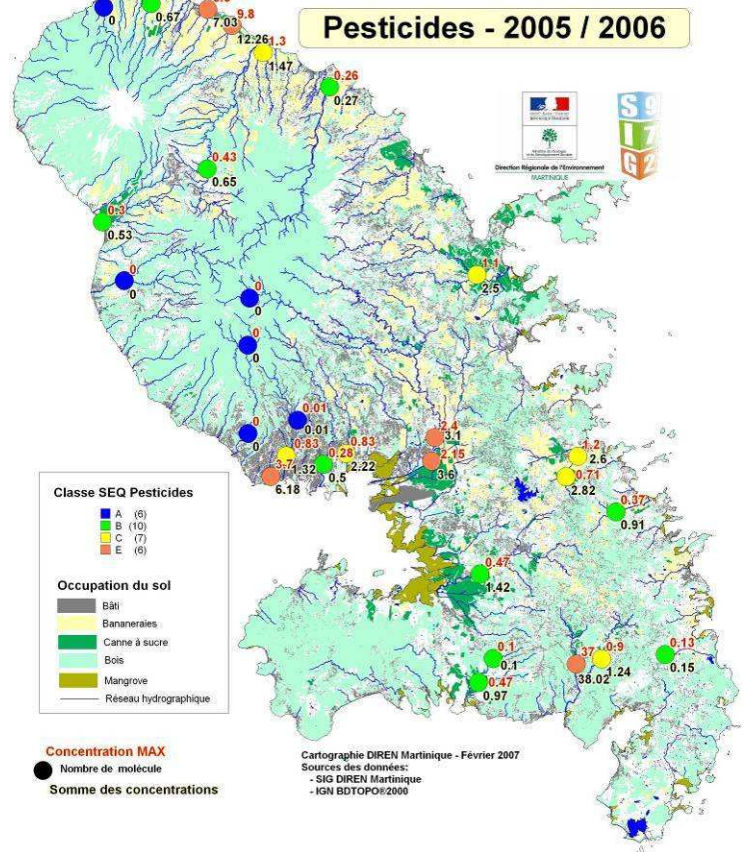 Pesticides - 2005 / 2006
0
0.67
7.03
9.8
12.26
1.3
1.47
0.26
0.27
0.43
0.65
0.3
0.53
Direction Régionale de l'Environnement
MARTINIQUE
S 9
I 7
G 2
1.1
2.5
0
0
0
0
0
0
0
0
0.01
0.01
0.83
1.32
3.7
6.18
0.28
0.5
0.83
2.22
2.4
3.1
2.15
3.6
1.2
2.6
0.71
2.82
0.37
0.91
0.47
1.42
0.1
0.1
0.47
0.97
37
38.02
0.9
1.24
0.13
0.15
Classe SEQ Pesticides
A (6)
B (10)
C (7)
E (6)
Occupation du sol
Bâti
Bananeraies
Canne à sucre
Bois
Mangrove
Réseau hydrographique
Concentration MAX
Nombre de molécule
Somme des concentrations
Cartographie DIREN Martinique - Février 2007
Sources des données:
- SIG DIREN Martinique
- IGN BDTOPO®2000